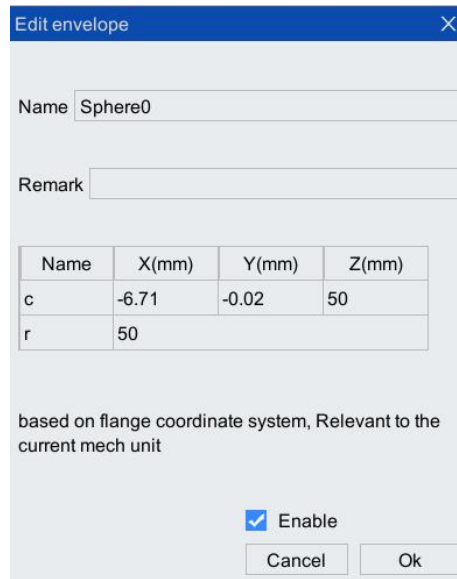 Edit envelope
Name Sphere0
Remark
Name X(mm) Y(mm) Z(mm)
c -6.71 -0.02 50
r 50
based on flange coordinate system, Relevant to the
current mech unit
Enable
Cancel Ok